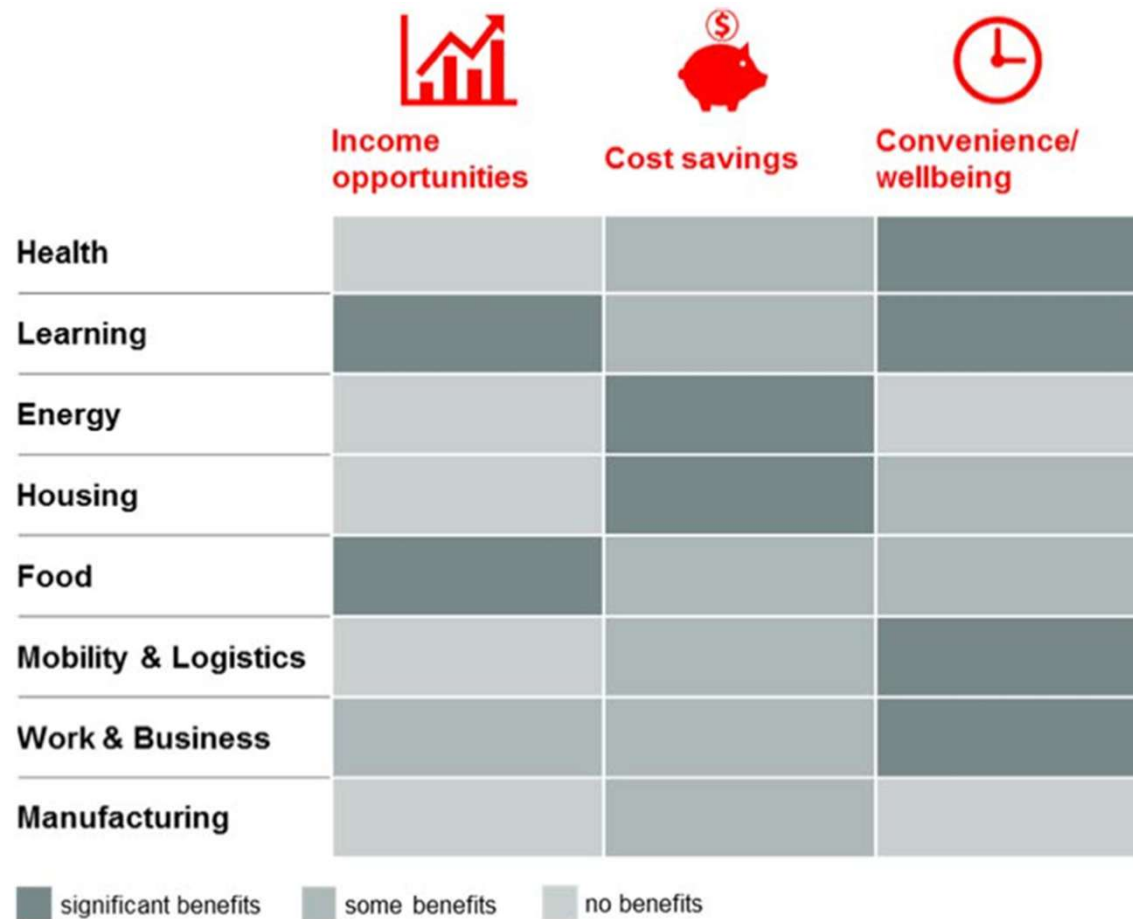 $
Income
opportunities
Cost savings
Convenience/
wellbeing
Health
Learning
Energy
Housing
Food
Mobility & Logistics
Work & Business
Manufacturing
significant benefits
some benefits
no benefits